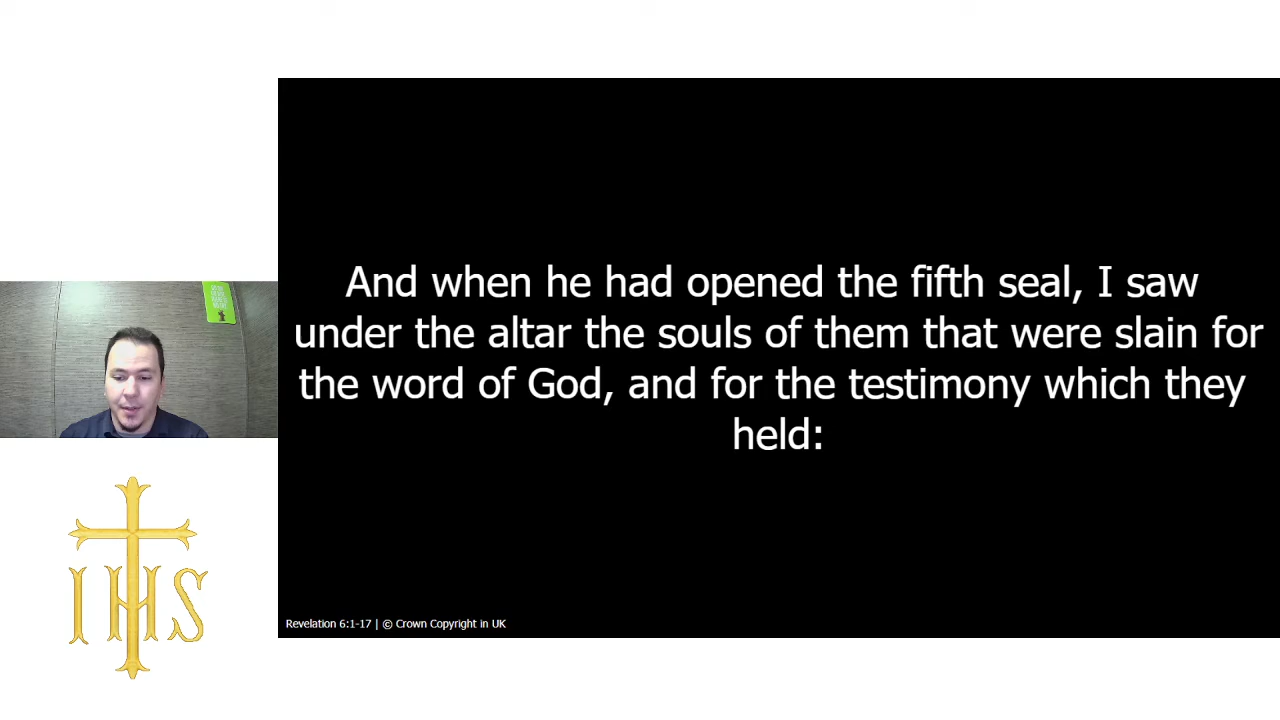 And when he had opened the fifth seal, I saw
under the altar the souls of them that were slain for
the word of God, and for the testimony which they
held:
Revelation 6:1-17 | © Crown Copyright in UK
IHS